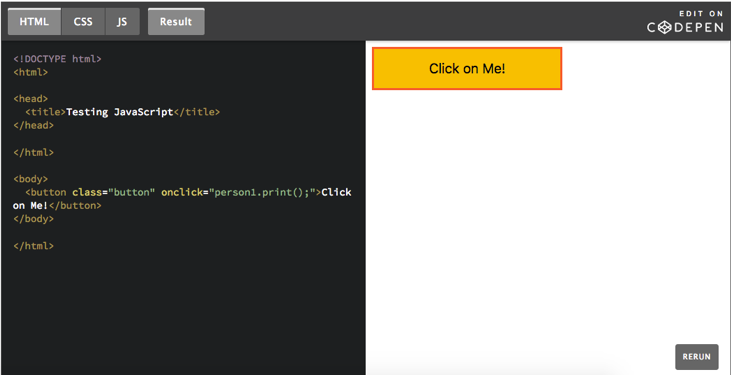 HTML CSS JS Result
EDIT ON
CODEPEN
<!DOCTYPE html>
<html>
<head>
<title>Testing JavaScript</title>
</head>
</html>
<body>
<button class="button" onclick="person1.print();">Click
on Me!</button>
</body>
</html>
Click on Me!
RERUN